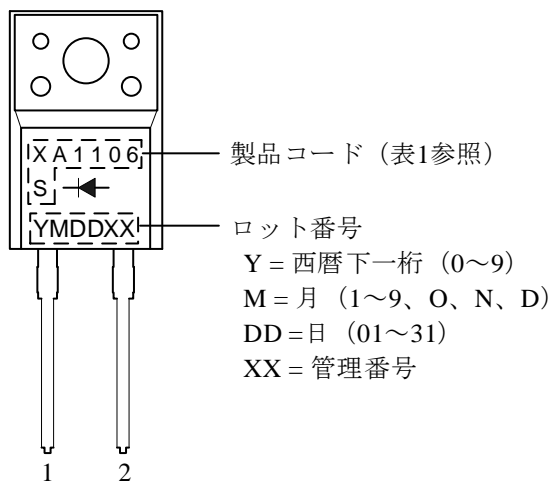 XA1106
S
YMDDXX
1 2
製品コード（表1参照）
ロット番号
Y = 西暦下一桁（0～9）
M = 月（1～9、O、N、D）
DD =日（01～31）
XX = 管理番号